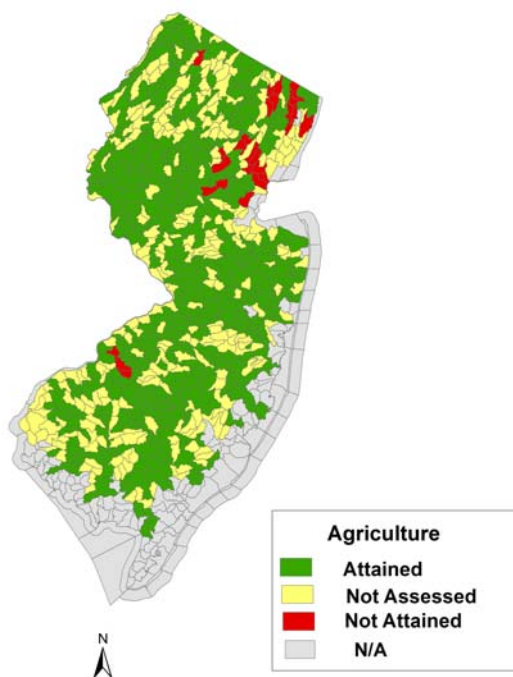 Agriculture
Attained
Not Assessed
Not Attained
N/A
N